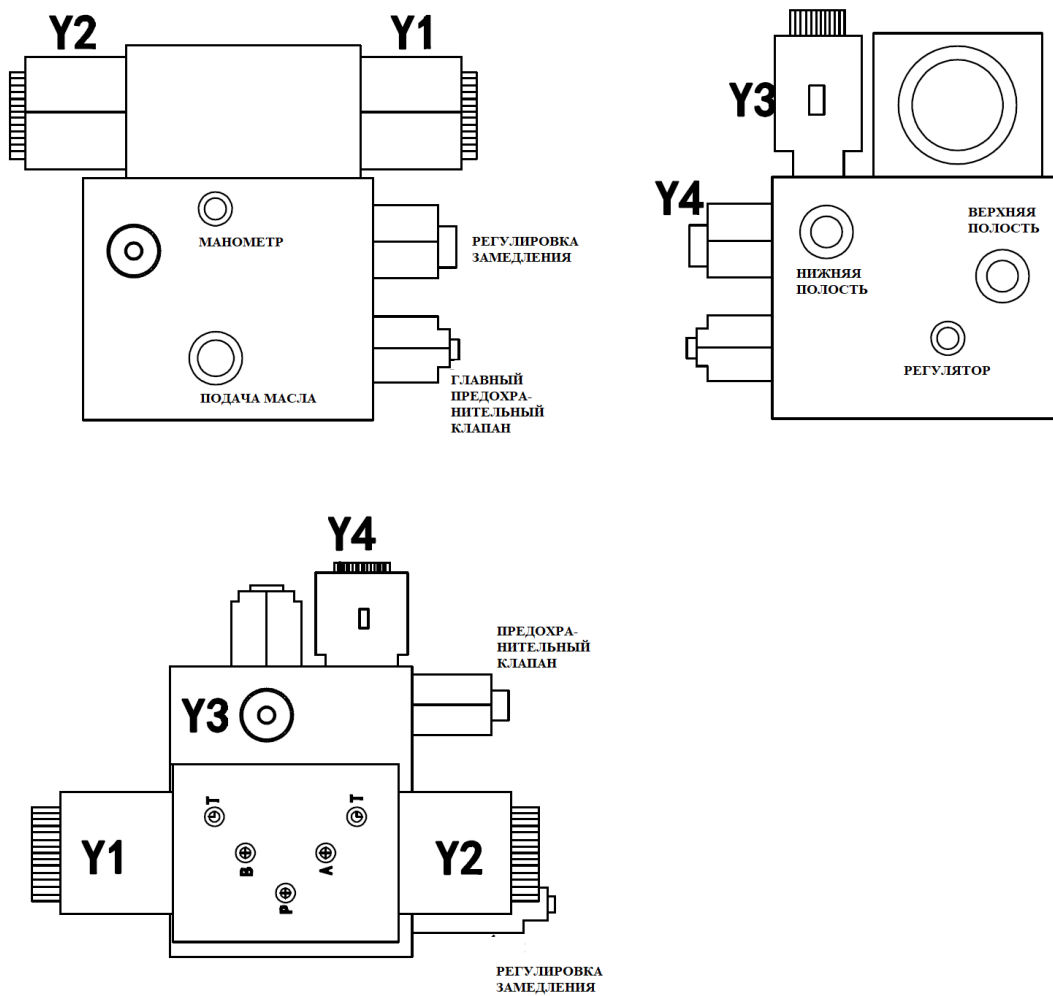 Y2
Y1
МАНОМЕТР
РЕГУЛИРОВКА
ЗАМЕДЛЕНИЯ
ПОДАЧА МАСЛА
ГЛАВНЫЙ
ПРЕДОХРА-
НИТЕЛЬНЫЙ
КЛАПАН
Y3
Y4
ВЕРХНЯЯ
ПОЛОСТЬ
НИЖНЯЯ
ПОЛОСТЬ
РЕГУЛЯТОР
Y4
ПРЕДОХРА-
НИТЕЛЬНЫЙ
КЛАПАН
Y3
T
T
Y1
B
A
Y2
P
РЕГУЛИРОВКА
ЗАМЕДЛЕНИЯ